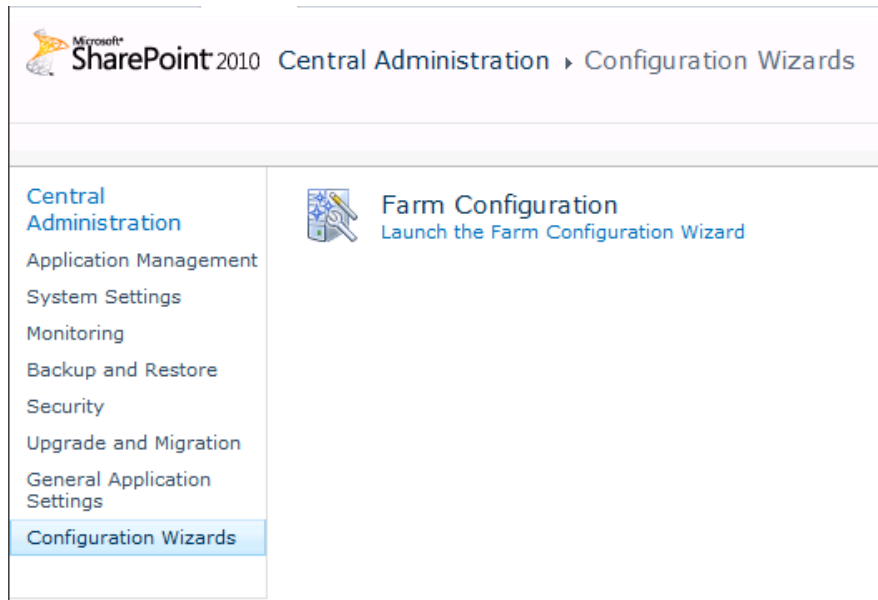 Microsoft®
SharePoint 2010 Central Administration ▸ Configuration Wizards
Central
Administration
Application Management
System Settings
Monitoring
Backup and Restore
Security
Upgrade and Migration
General Application
Settings
Configuration Wizards
Farm Configuration
Launch the Farm Configuration Wizard